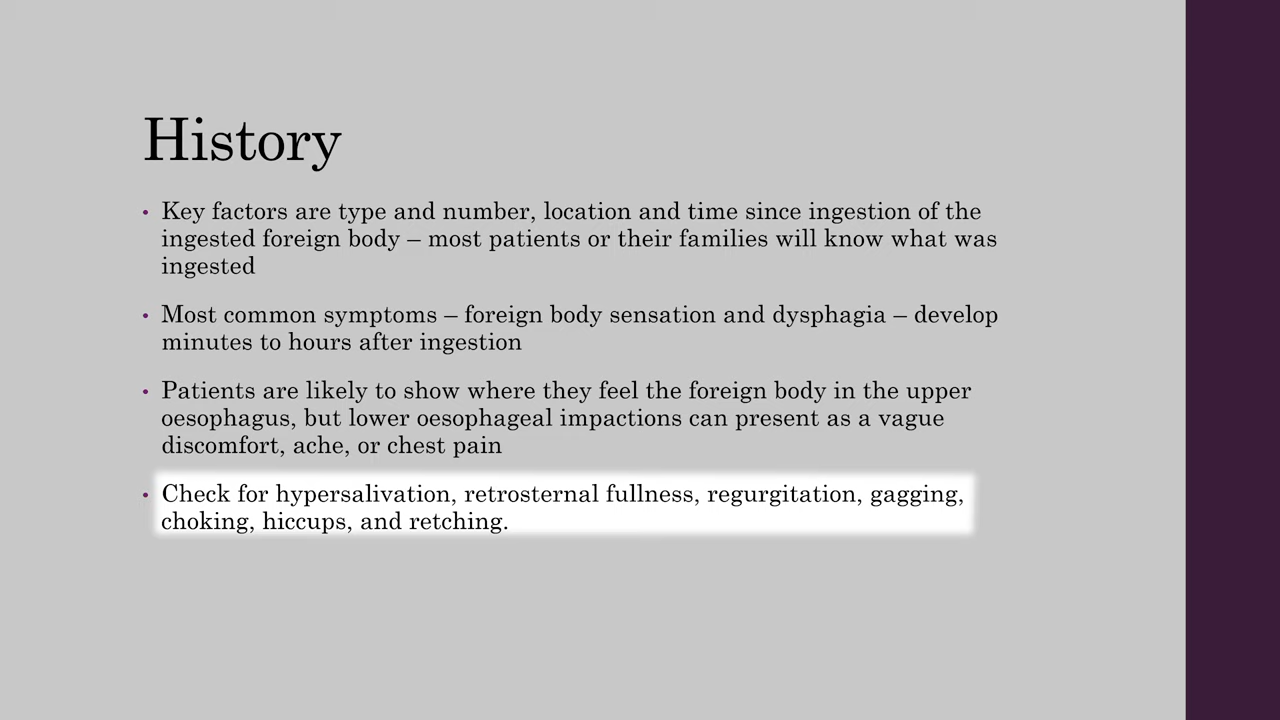 History
• Key factors are type and number, location and time since ingestion of the
ingested foreign body – most patients or their families will know what was
ingested
• Most common symptoms – foreign body sensation and dysphagia – develop
minutes to hours after ingestion
• Patients are likely to show where they feel the foreign body in the upper
oesophagus, but lower oesophageal impactions can present as a vague
discomfort, ache, or chest pain
• Check for hypersalivation, retrosternal fullness, regurgitation, gagging,
choking, hiccups, and retching.